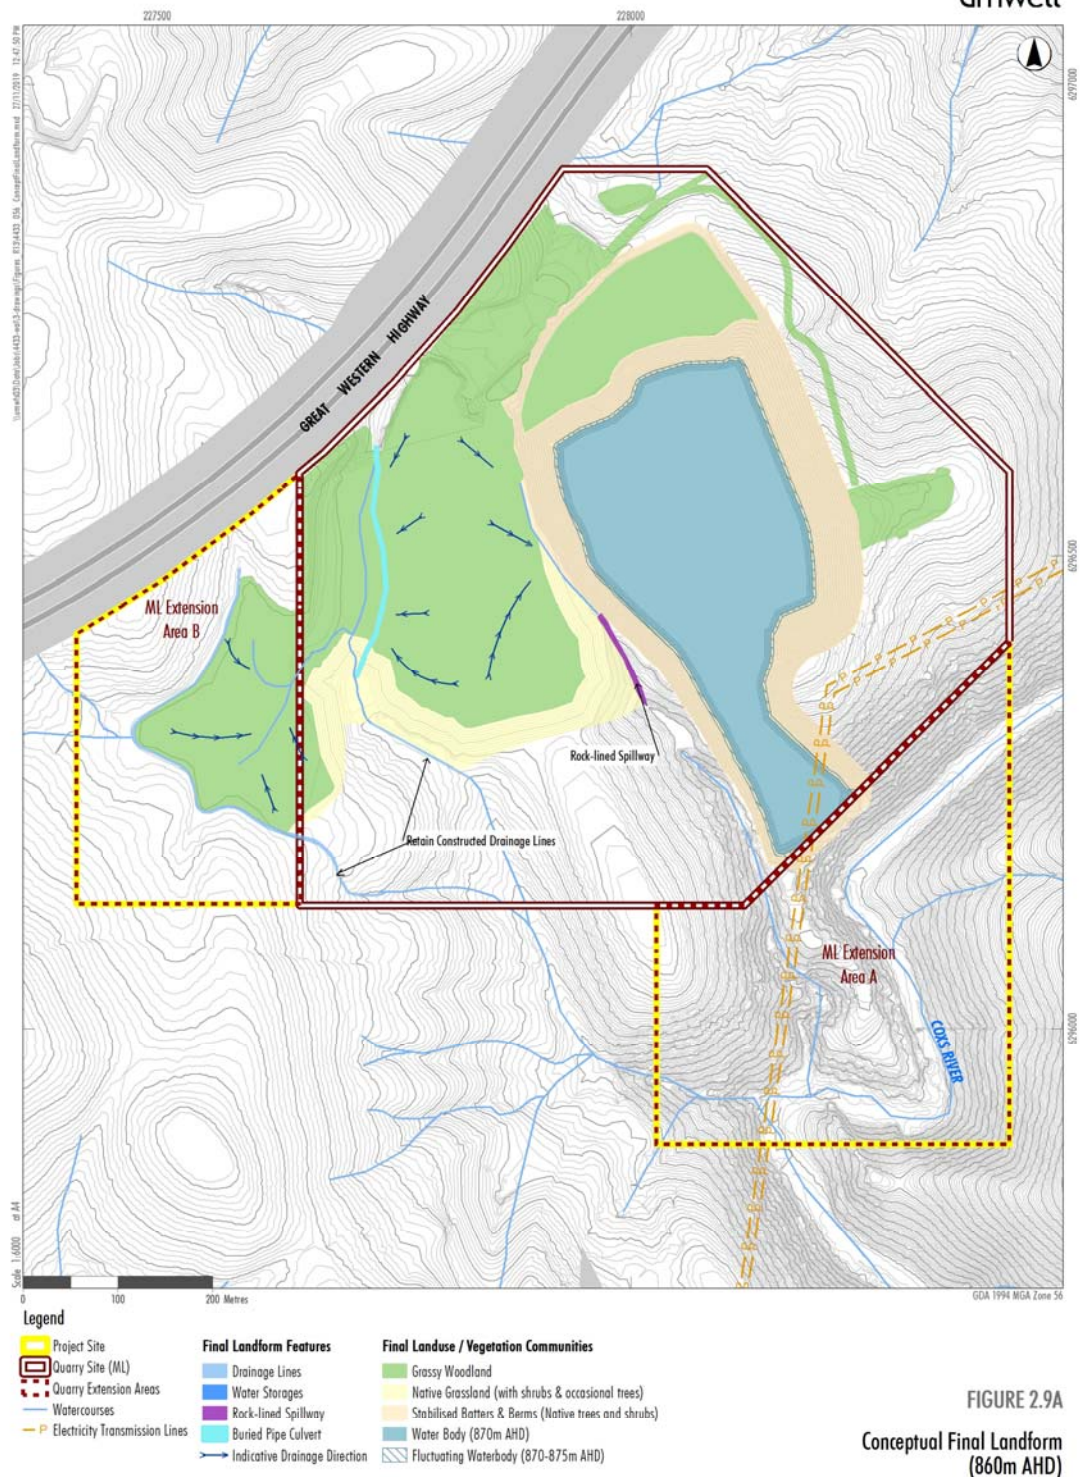 227500
228000
6297000
6296500
6296000
GREAT WESTERN HIGHWAY
ML Extension
Area B
Rock-lined Spillway
Retain Constructed Drainage Lines
ML Extension
Area A
COXS RIVER
Scale 1:6000 at A4
0 100 200 Metres
GDA 1994 MGA Zone 56
Legend
Project Site
Quarry Site (ML)
Quarry Extension Areas
Watercourses
P Electricity Transmission Lines
Final Landform Features
Drainage Lines
Water Storages
Rock-lined Spillway
Buried Pipe Culvert
Indicative Drainage Direction
Final Landuse / Vegetation Communities
Grassy Woodland
Native Grassland (with shrubs & occasional trees)
Stabilised Batters & Berms (Native trees and shrubs)
Water Body (870m AHD)
Fluctuating Waterbody (870-875m AHD)
FIGURE 2.9A
Conceptual Final Landform
(860m AHD)